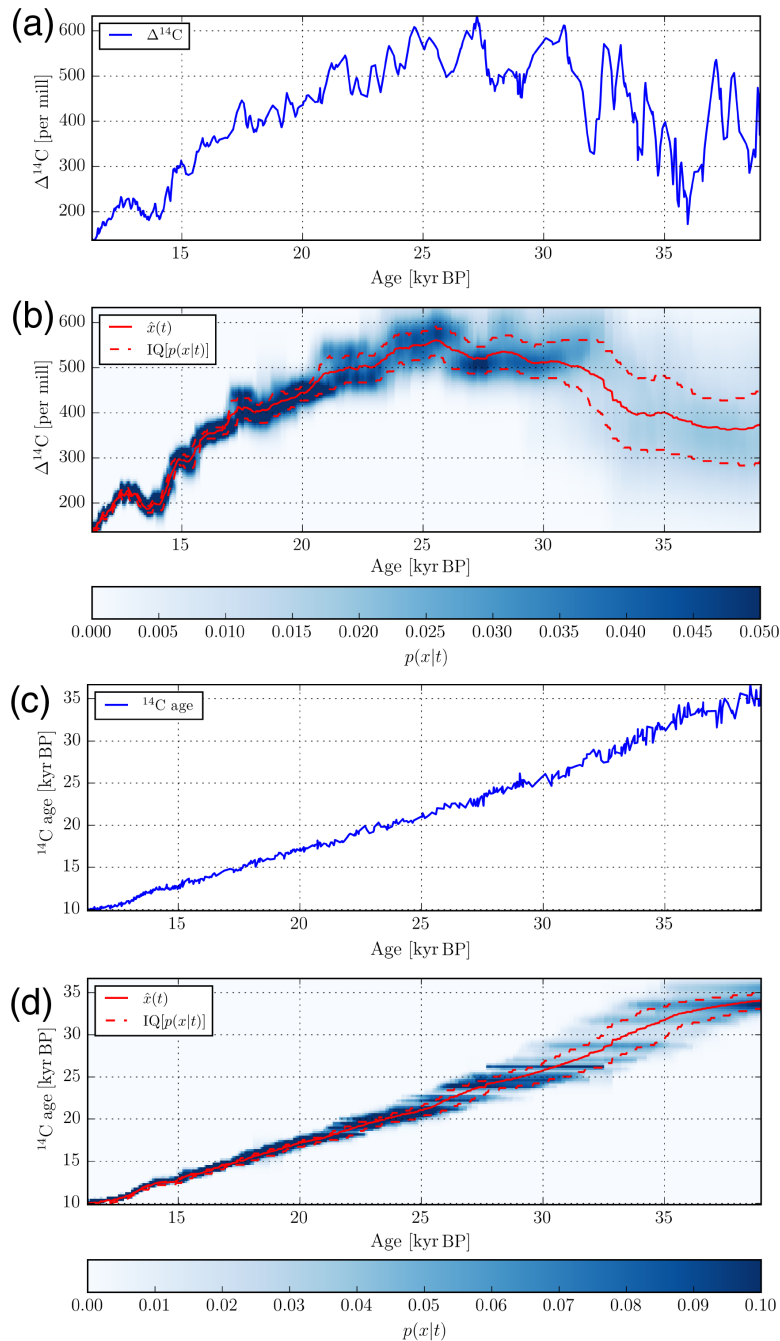 (a)
Δ¹⁴C
Δ¹⁴C [per mill]
600
500
400
300
200
15 20 25 30 35
Age [kyr BP]
(b)
x̂(t)
IQ[p(x|t)]
Δ¹⁴C [per mill]
600
500
400
300
200
15 20 25 30 35
Age [kyr BP]
0.000 0.005 0.010 0.015 0.020 0.025 0.030 0.035 0.040 0.045 0.050
p(x|t)
(c)
¹⁴C age
¹⁴C age [kyr BP]
35
30
25
20
15
10
15 20 25 30 35
Age [kyr BP]
(d)
x̂(t)
IQ[p(x|t)]
¹⁴C age [kyr BP]
35
30
25
20
15
10
15 20 25 30 35
Age [kyr BP]
0.00 0.01 0.02 0.03 0.04 0.05 0.06 0.07 0.08 0.09 0.10
p(x|t)